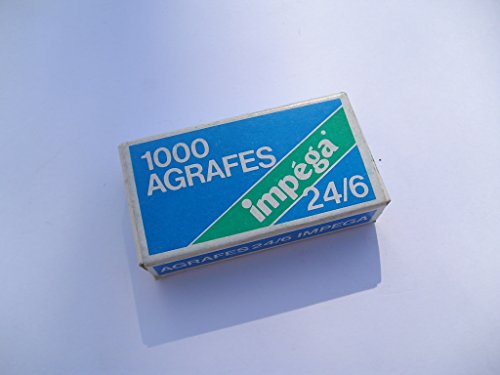 1000
AGRAFES
impéga
24/6
AGRAFES 24/6 IMPEGA